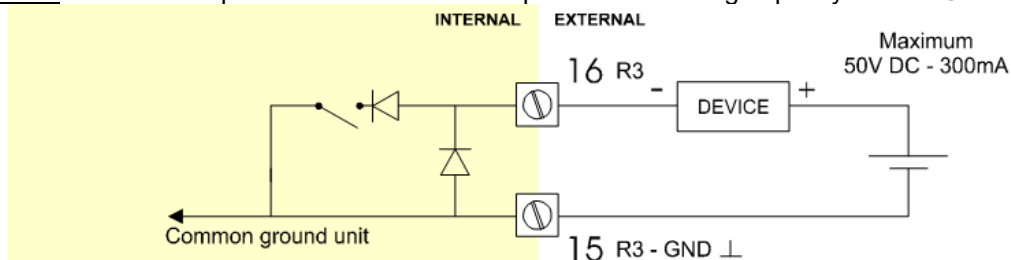 INTERNAL EXTERNAL
Maximum
50V DC - 300mA
16 R3
- DEVICE +
Common ground unit
15 R3 - GND ⊥